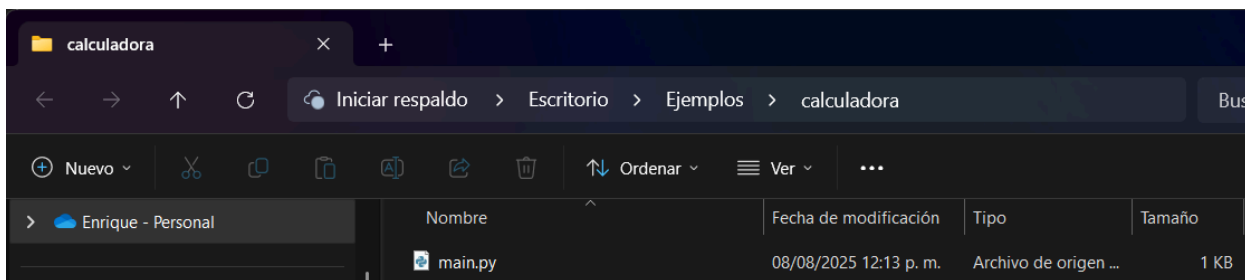 calculadora
Iniciar respaldo > Escritorio > Ejemplos > calculadora
Nuevo Ordenar Ver
Enrique - Personal
Nombre Fecha de modificación Tipo Tamaño
main.py 08/08/2025 12:13 p. m. Archivo de origen ... 1 KB